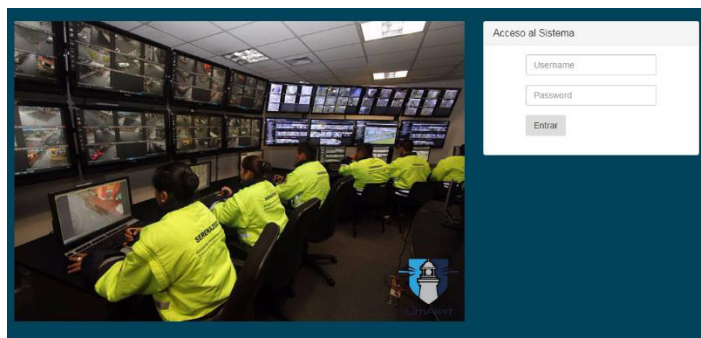 Acceso al Sistema
Username
Password
Entrar
SERENAZGO